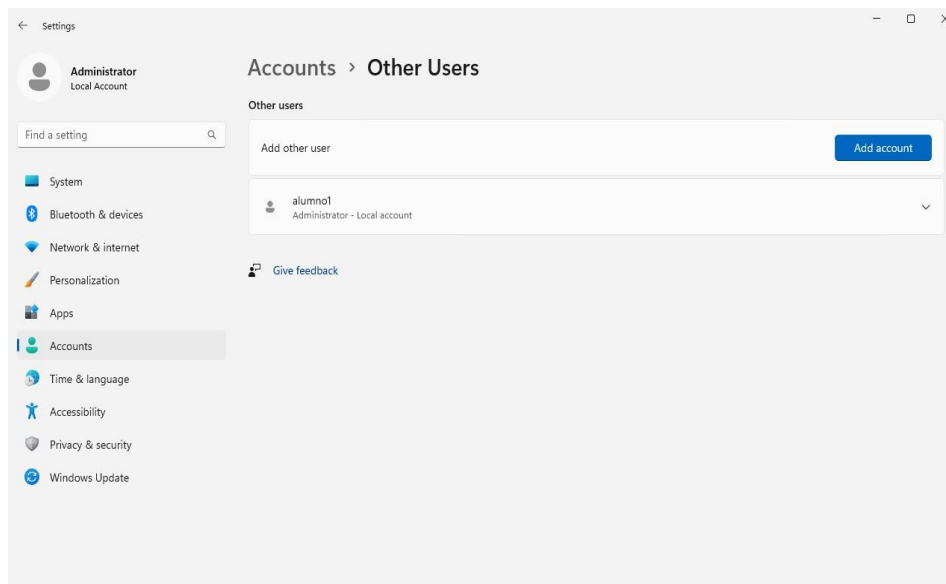 Settings
Administrator
Local Account
Find a setting
System
Bluetooth & devices
Network & internet
Personalization
Apps
Accounts
Time & language
Accessibility
Privacy & security
Windows Update
Accounts > Other Users
Other users
Add other user
Add account
alumno1
Administrator - Local account
Give feedback